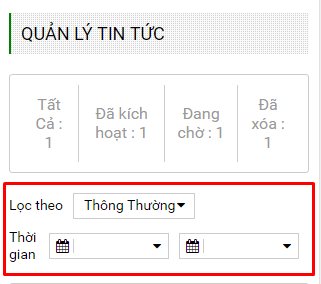 QUẢN LÝ TIN TỨC
Tất Đã kích Đang Đã
Cả : hoạt : 1 chờ : 1 xóa :
1 1
Lọc theo Thông Thường
Thời
gian